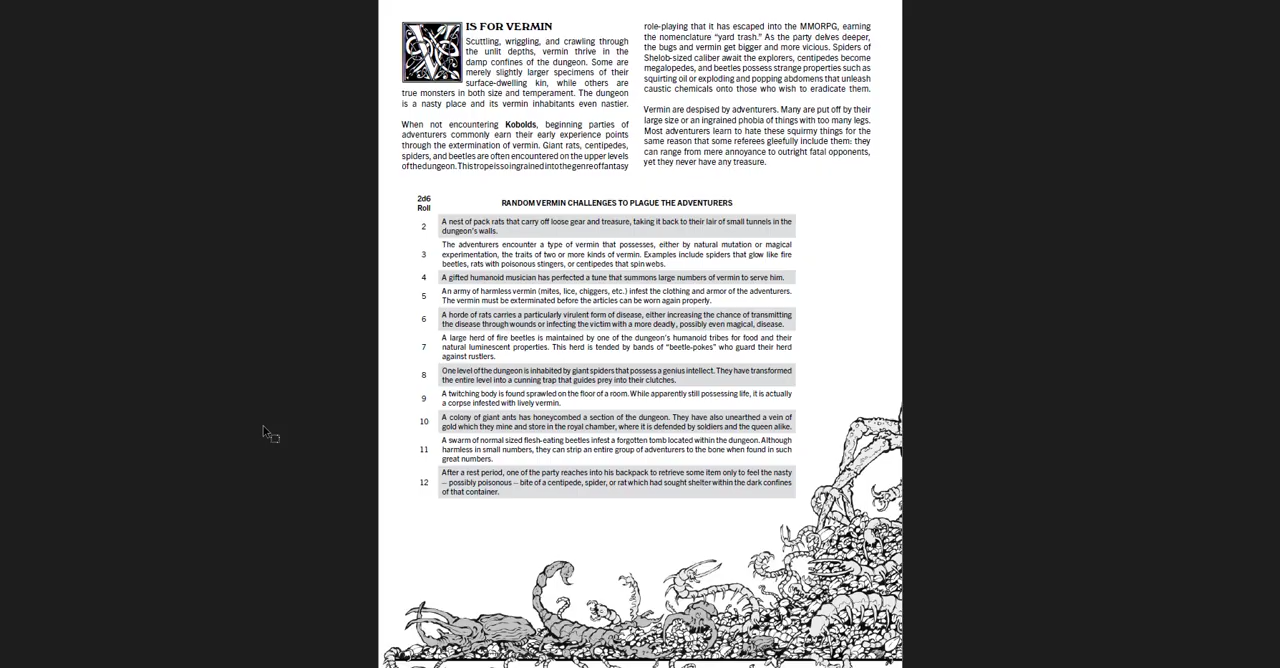 IS FOR VERMIN
Scuttling, wriggling, and crawling through
the unlit depths, vermin thrive in the
damp confines of the dungeon. Some are
merely slightly larger specimens of their
surface-dwelling kin, while others are
true monsters in both size and temperament. The dungeon
is a nasty place and its vermin inhabitants even nastier.
When not encountering Kobolds, beginning parties of
adventurers commonly earn their early experience points
through the extermination of vermin. Giant rats, centipedes,
spiders, and beetles are often encountered on the upper levels
of the dungeon. This trope is so ingrained into the genre of fantasy
role-playing that it has escaped into the MMORPG, earning
the nomenclature “yard trash.” As the party delves deeper,
the bugs and vermin get bigger and more vicious. Spiders of
Shelob-sized caliber await the explorers, centipedes become
megalopedes, and beetles possess strange properties such as
squirting oil or exploding and popping abdomens that unleash
caustic chemicals onto those who wish to eradicate them.
Vermin are despised by adventurers. Many are put off by their
large size or an ingrained phobia of things with too many legs.
Most adventurers learn to hate these squirmy things for the
same reason that some referees gleefully include them: they
can range from mere annoyance to outright fatal opponents,
yet they never have any treasure.
2d6
Roll
RANDOM VERMIN CHALLENGES TO PLAGUE THE ADVENTURERS
2
A nest of pack rats that carry off loose gear and treasure, taking it back to their lair of small tunnels in the
dungeon's walls.
3
The adventurers encounter a type of vermin that possesses, either by natural mutation or magical
experimentation, the traits of two or more kinds of vermin. Examples include spiders that glow like fire
beetles, rats with poisonous stingers, or centipedes that spin webs.
4
A gifted humanoid musician has perfected a tune that summons large numbers of vermin to serve him.
5
An army of harmless vermin (mites, lice, chiggers, etc.) infest the clothing and armor of the adventurers.
The vermin must be exterminated before the articles can be worn again properly.
6
A horde of rats carries a particularly virulent form of disease, either increasing the chance of transmitting
the disease through wounds or infecting the victim with a more deadly, possibly even magical, disease.
7
A large herd of fire beetles is maintained by one of the dungeon's humanoid tribes for food and their
natural luminescent properties. This herd is tended by bands of “beetle-pokes” who guard their herd
against rustlers.
8
One level of the dungeon is inhabited by giant spiders that possess a genius intellect. They have transformed
the entire level into a cunning trap that guides prey into their clutches.
9
A twitching body is found sprawled on the floor of a room. While apparently still possessing life, it is actually
a corpse infested with lively vermin.
10
A colony of giant ants has honeycombed a section of the dungeon. They have also unearthed a vein of
gold which they mine and store in the royal chamber, where it is defended by soldiers and the queen alike.
11
A swarm of normal sized flesh-eating beetles infest a forgotten tomb located within the dungeon. Although
harmless in small numbers, they can strip an entire group of adventurers to the bone when found in such
great numbers.
12
After a rest period, one of the party reaches into his backpack to retrieve some item only to feel the nasty
– possibly poisonous – bite of a centipede, spider, or rat which had sought shelter within the dark confines
of that container.